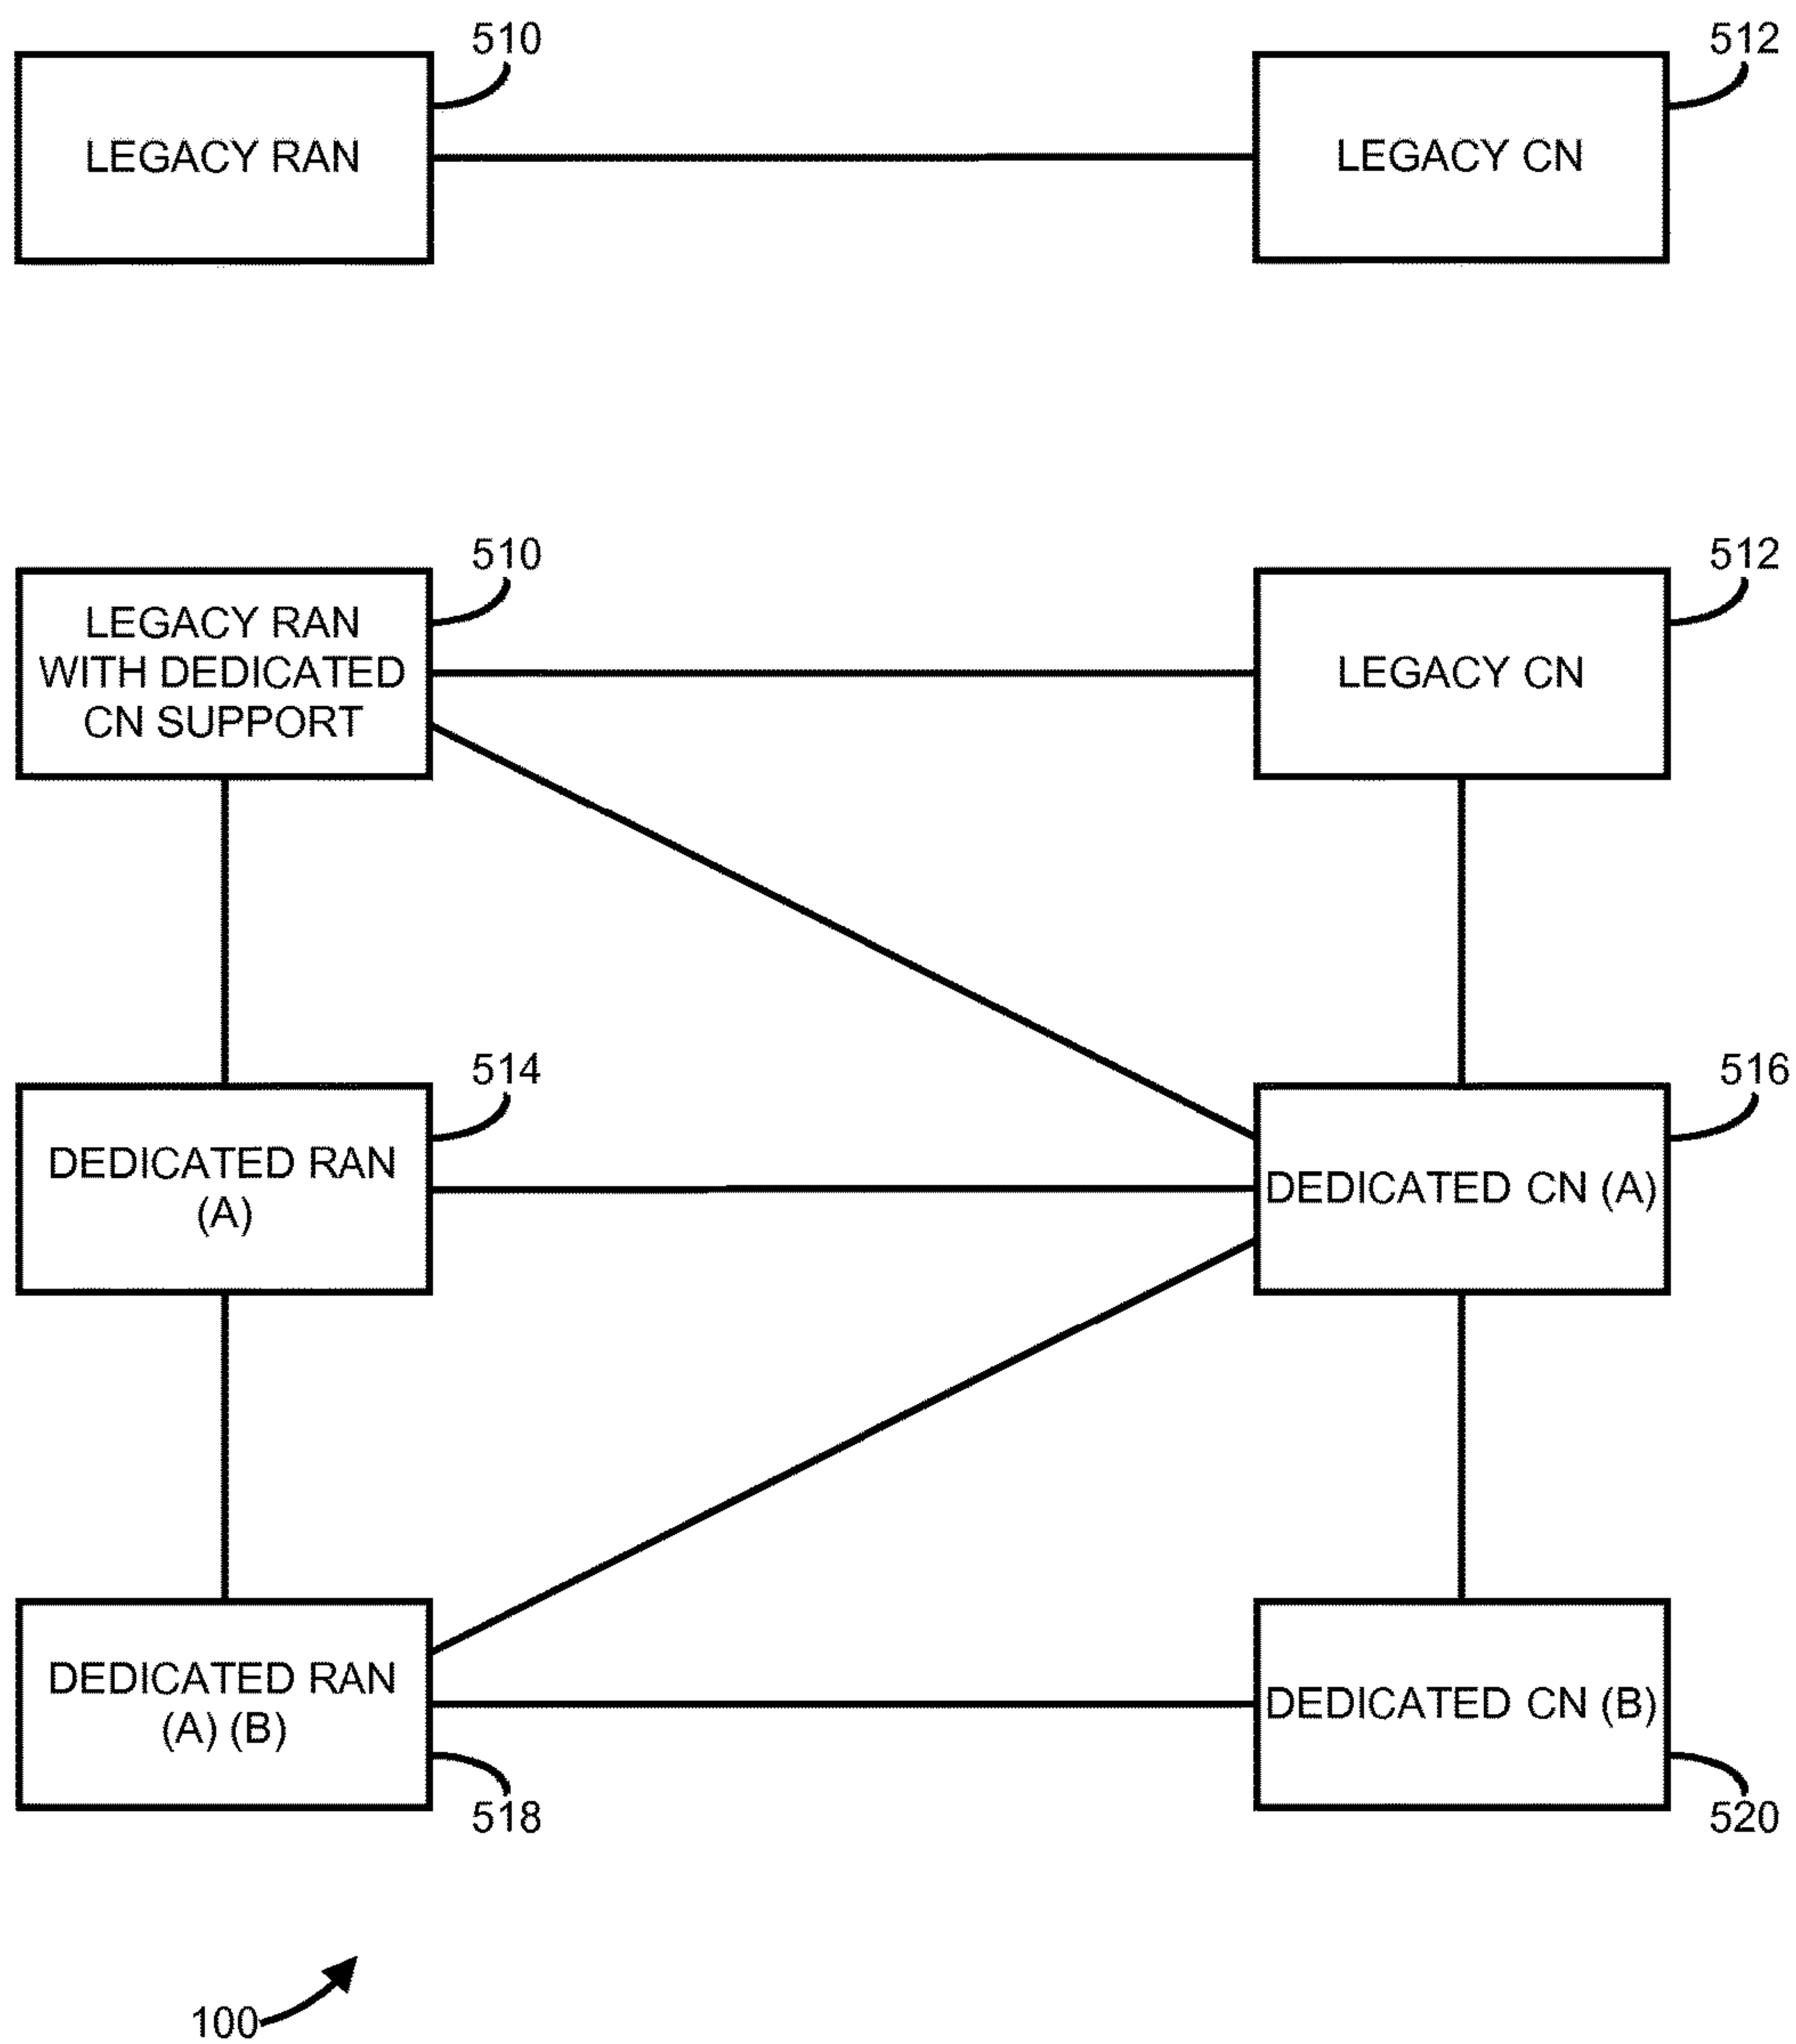 510
512
LEGACY RAN
LEGACY CN
510
512
LEGACY RAN
WITH DEDICATED
CN SUPPORT
LEGACY CN
514
516
DEDICATED RAN
(A)
DEDICATED CN (A)
DEDICATED RAN
(A) (B)
DEDICATED CN (B)
518
520
100